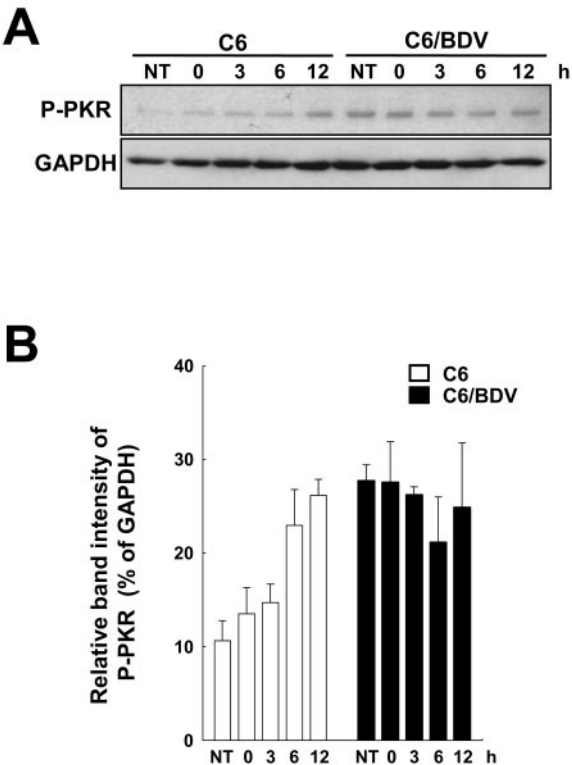 A
C6 C6/BDV
NT 0 3 6 12 NT 0 3 6 12 h
P-PKR
GAPDH
B
40
30
20
10
0
Relative band intensity of
P-PKR (% of GAPDH)
C6
C6/BDV
NT 0 3 6 12 NT 0 3 6 12 h